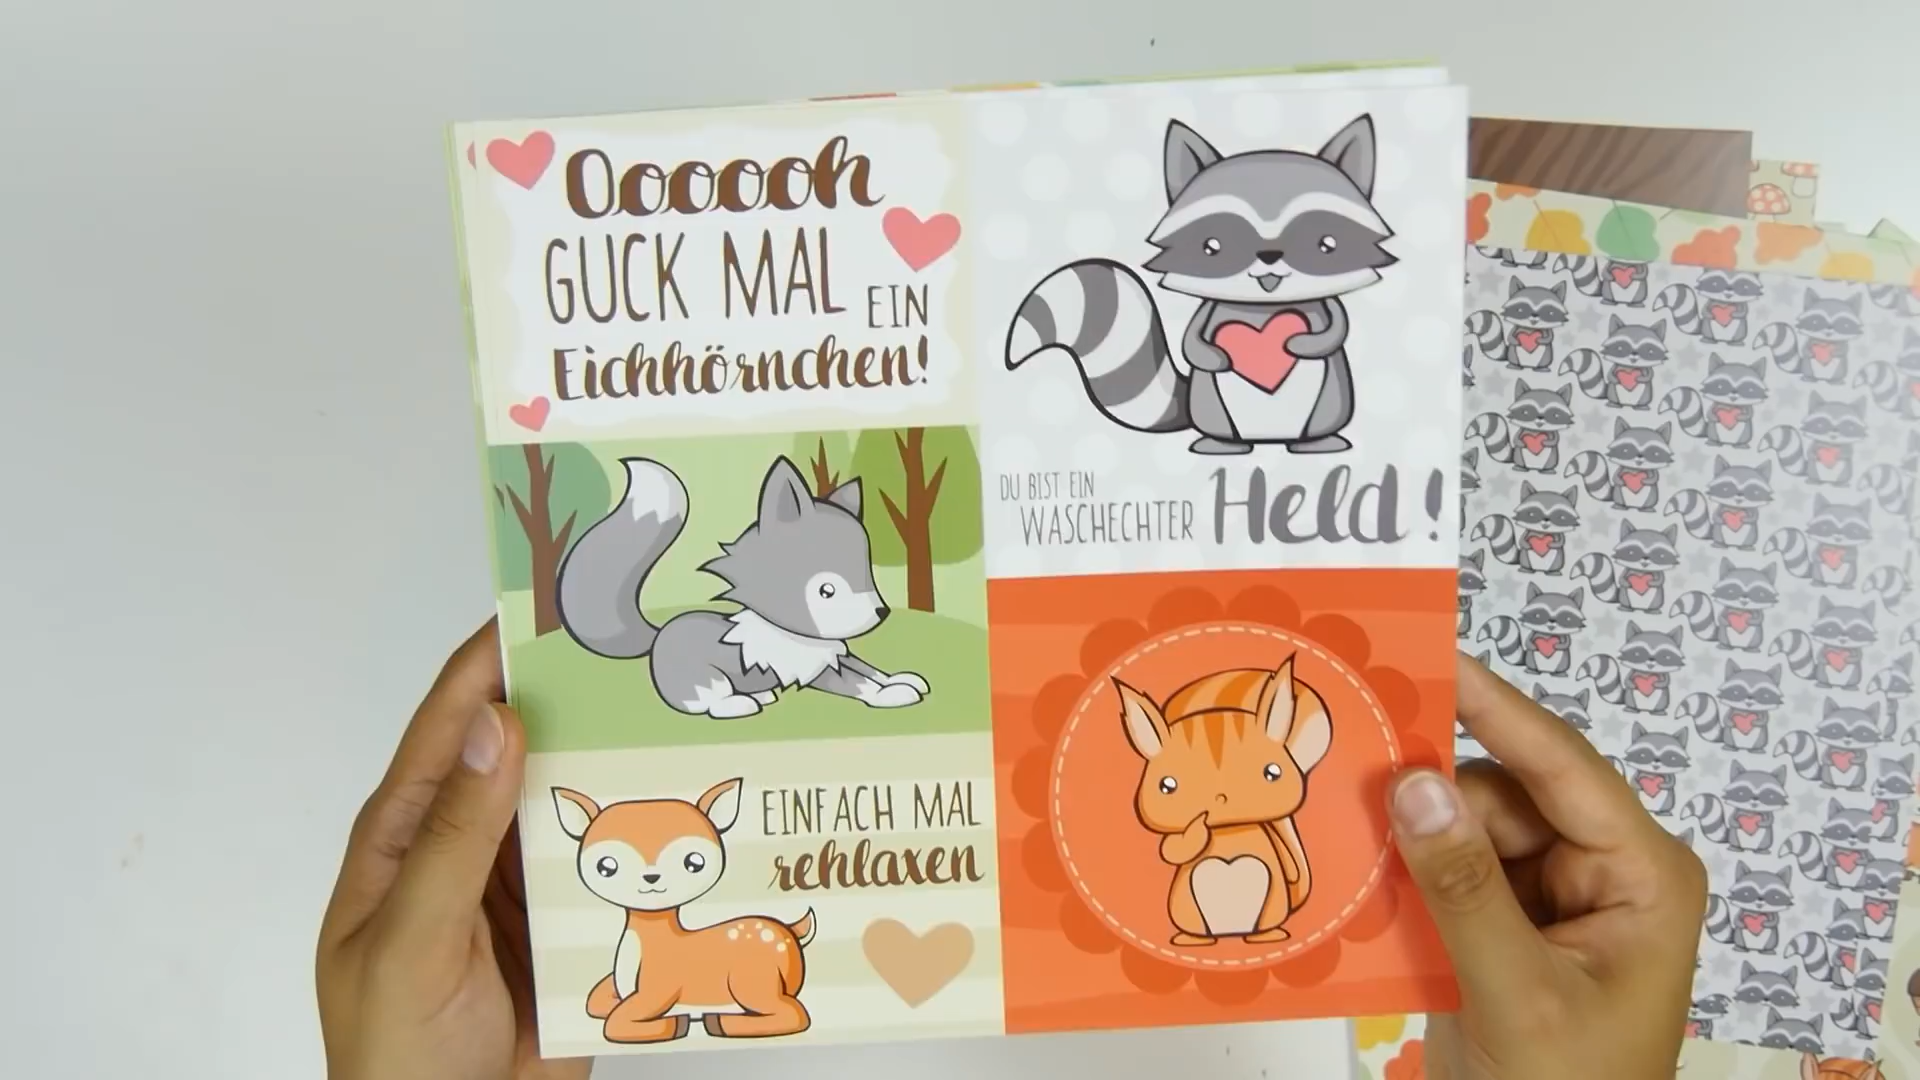 Oooooh
GUCK MAL EIN
Eichhörnchen!
DU BIST EIN
WASCHECHTER Held!
EINFACH MAL
rehlaxen